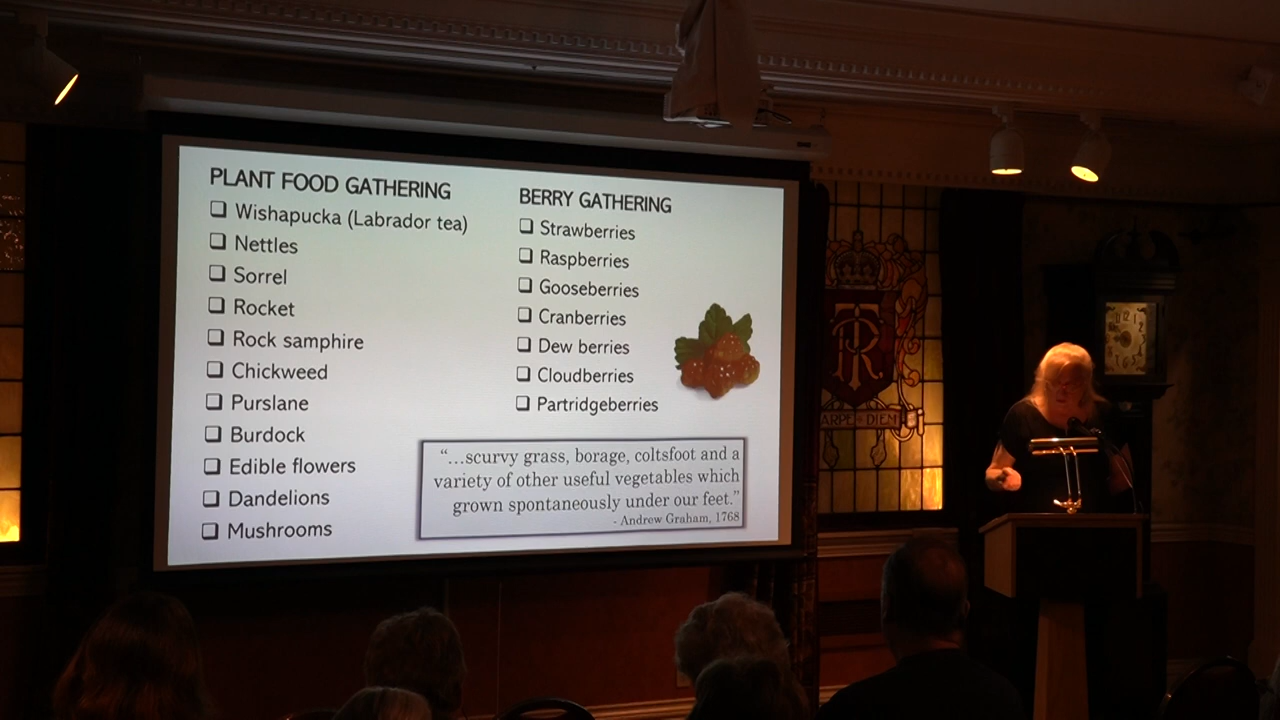 PLANT FOOD GATHERING
❑ Wishapucka (Labrador tea)
❑ Nettles
❑ Sorrel
❑ Rocket
❑ Rock samphire
❑ Chickweed
❑ Purslane
❑ Burdock
❑ Edible flowers
❑ Dandelions
❑ Mushrooms
BERRY GATHERING
❑ Strawberries
❑ Raspberries
❑ Gooseberries
❑ Cranberries
❑ Dew berries
❑ Cloudberries
❑ Partridgeberries
“...scurvy grass, borage, coltsfoot and a
variety of other useful vegetables which
grown spontaneously under our feet.”
- Andrew Graham, 1768
ARPE DIEM